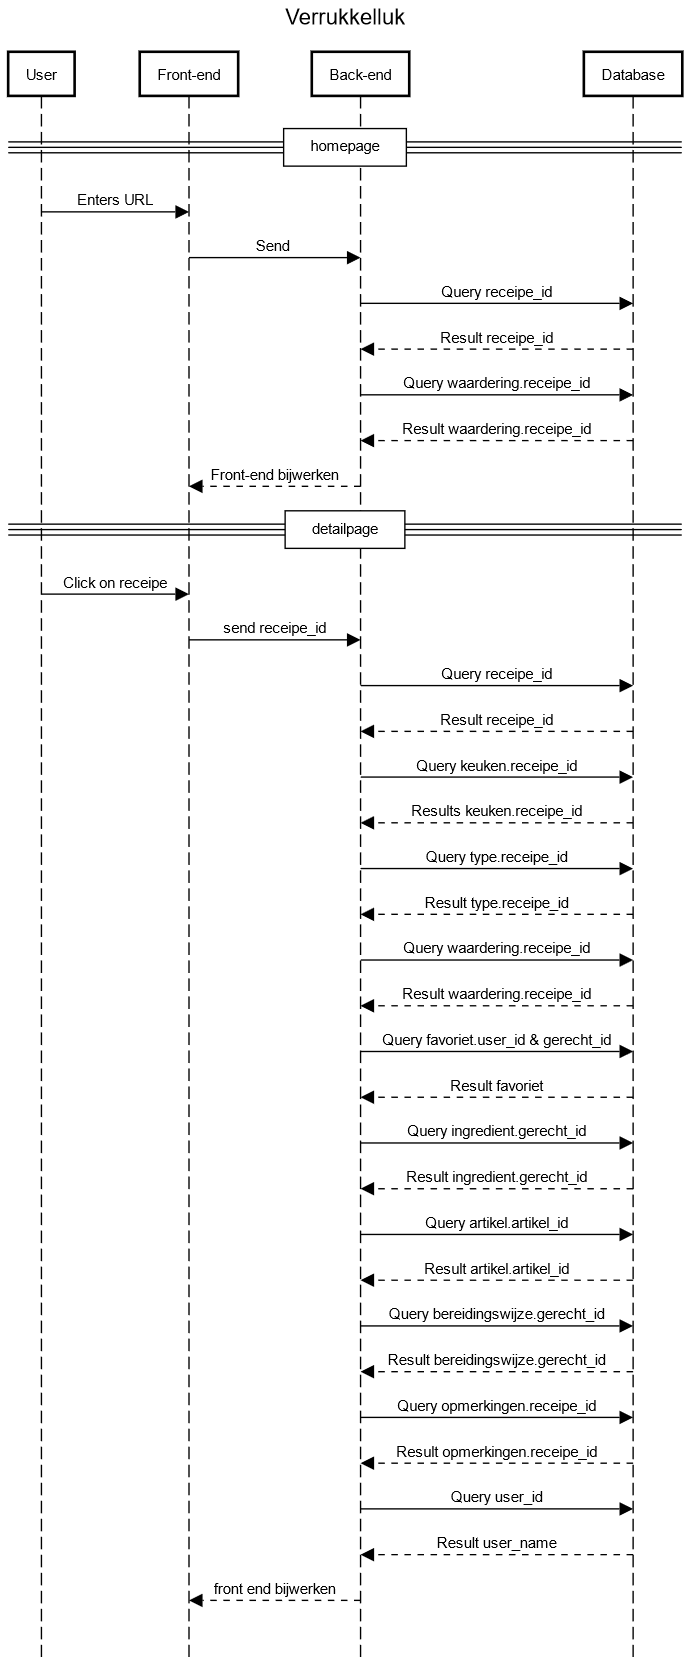 Verrukkelluk
User
Front-end
Back-end
Database
homepage
Enters URL
Send
Query receipe_id
Result receipe_id
Query waardering.receipe_id
Result waardering.receipe_id
Front-end bijwerken
detailpage
Click on receipe
send receipe_id
Query receipe_id
Result receipe_id
Query keuken.receipe_id
Results keuken.receipe_id
Query type.receipe_id
Result type.receipe_id
Query waardering.receipe_id
Result waardering.receipe_id
Query favoriet.user_id & gerecht_id
Result favoriet
Query ingredient.gerecht_id
Result ingredient.gerecht_id
Query artikel.artikel_id
Result artikel.artikel_id
Query bereidingswijze.gerecht_id
Result bereidingswijze.gerecht_id
Query opmerkingen.receipe_id
Result opmerkingen.receipe_id
Query user_id
Result user_name
front end bijwerken